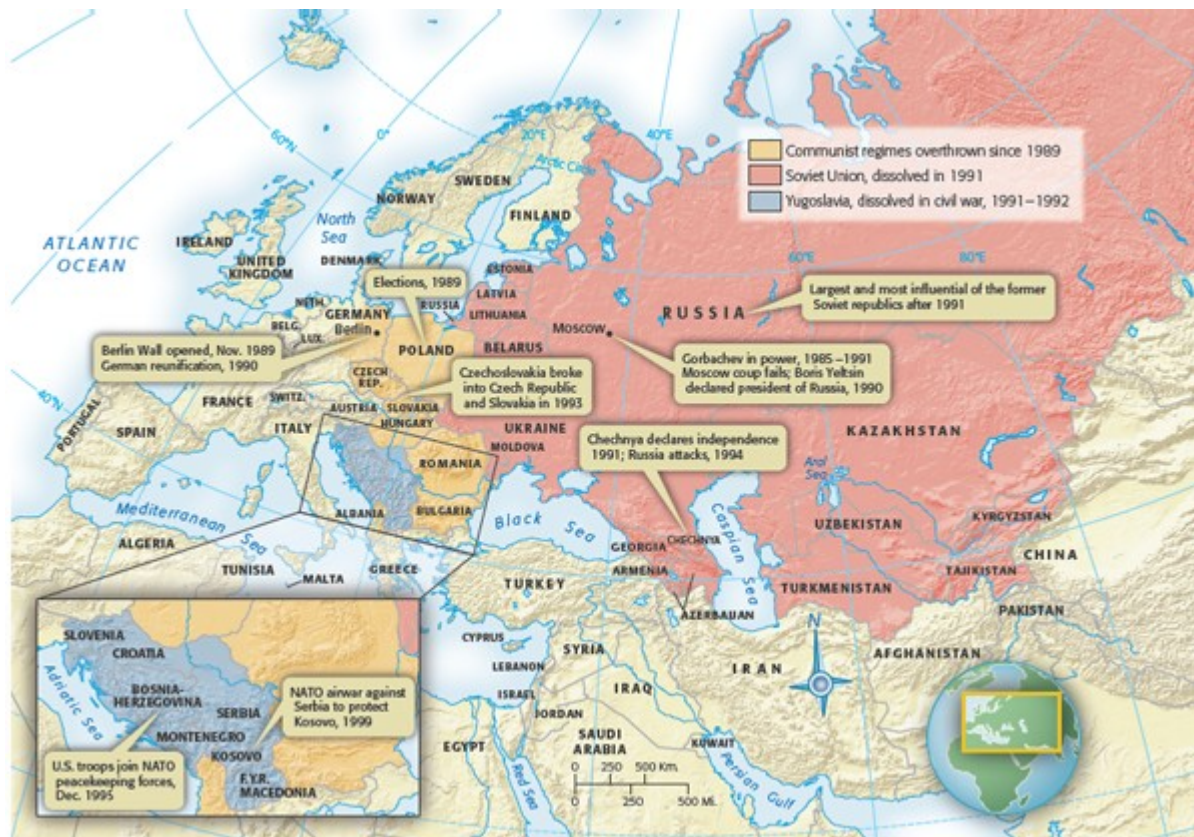 Communist regimes overthrown since 1989
Soviet Union, dissolved in 1991
Yugoslavia, dissolved in civil war, 1991–1992
60°N
0°
20°E
40°E
Arctic Circle
60°E
80°E
40°N
ATLANTIC
OCEAN
North
Sea
NORWAY
SWEDEN
FINLAND
IRELAND
UNITED
KINGDOM
DENMARK
ESTONIA
LATVIA
LITHUANIA
RUSSIA
Elections, 1989
NETH.
BELG.
LUX.
GERMANY
Berlin
POLAND
BELARUS
RUSSIA
Moscow
Largest and most influential of the former
Soviet republics after 1991
Berlin Wall opened, Nov. 1989
German reunification, 1990
Gorbachev in power, 1985–1991
Moscow coup fails; Boris Yeltsin
declared president of Russia, 1990
CZECH
REP.
Czechoslovakia broke
into Czech Republic
and Slovakia in 1993
FRANCE
SWITZ.
AUSTRIA
SLOVAKIA
HUNGARY
UKRAINE
MOLDOVA
KAZAKHSTAN
PORTUGAL
SPAIN
ITALY
ROMANIA
Chechnya declares independence
1991; Russia attacks, 1994
Aral
Sea
ALBANIA
BULGARIA
Mediterranean
Sea
Black Sea
Caspian Sea
GEORGIA
CHECHNYA
ARMENIA
AZERBAIJAN
UZBEKISTAN
KYRGYZSTAN
TURKMENISTAN
TAJIKISTAN
CHINA
ALGERIA
TUNISIA
MALTA
GREECE
TURKEY
CYPRUS
LEBANON
SYRIA
ISRAEL
JORDAN
IRAQ
IRAN
AFGHANISTAN
PAKISTAN
EGYPT
Red Sea
SAUDI
ARABIA
KUWAIT
Persian Gulf
N
0 250 500 Km.
0 250 500 Mi.
SLOVENIA
CROATIA
Adriatic Sea
BOSNIA-
HERZEGOVINA
SERBIA
NATO airwar against
Serbia to protect
Kosovo, 1999
MONTENEGRO
KOSOVO
U.S. troops join NATO
peacekeeping forces,
Dec. 1995
F.Y.R.
MACEDONIA